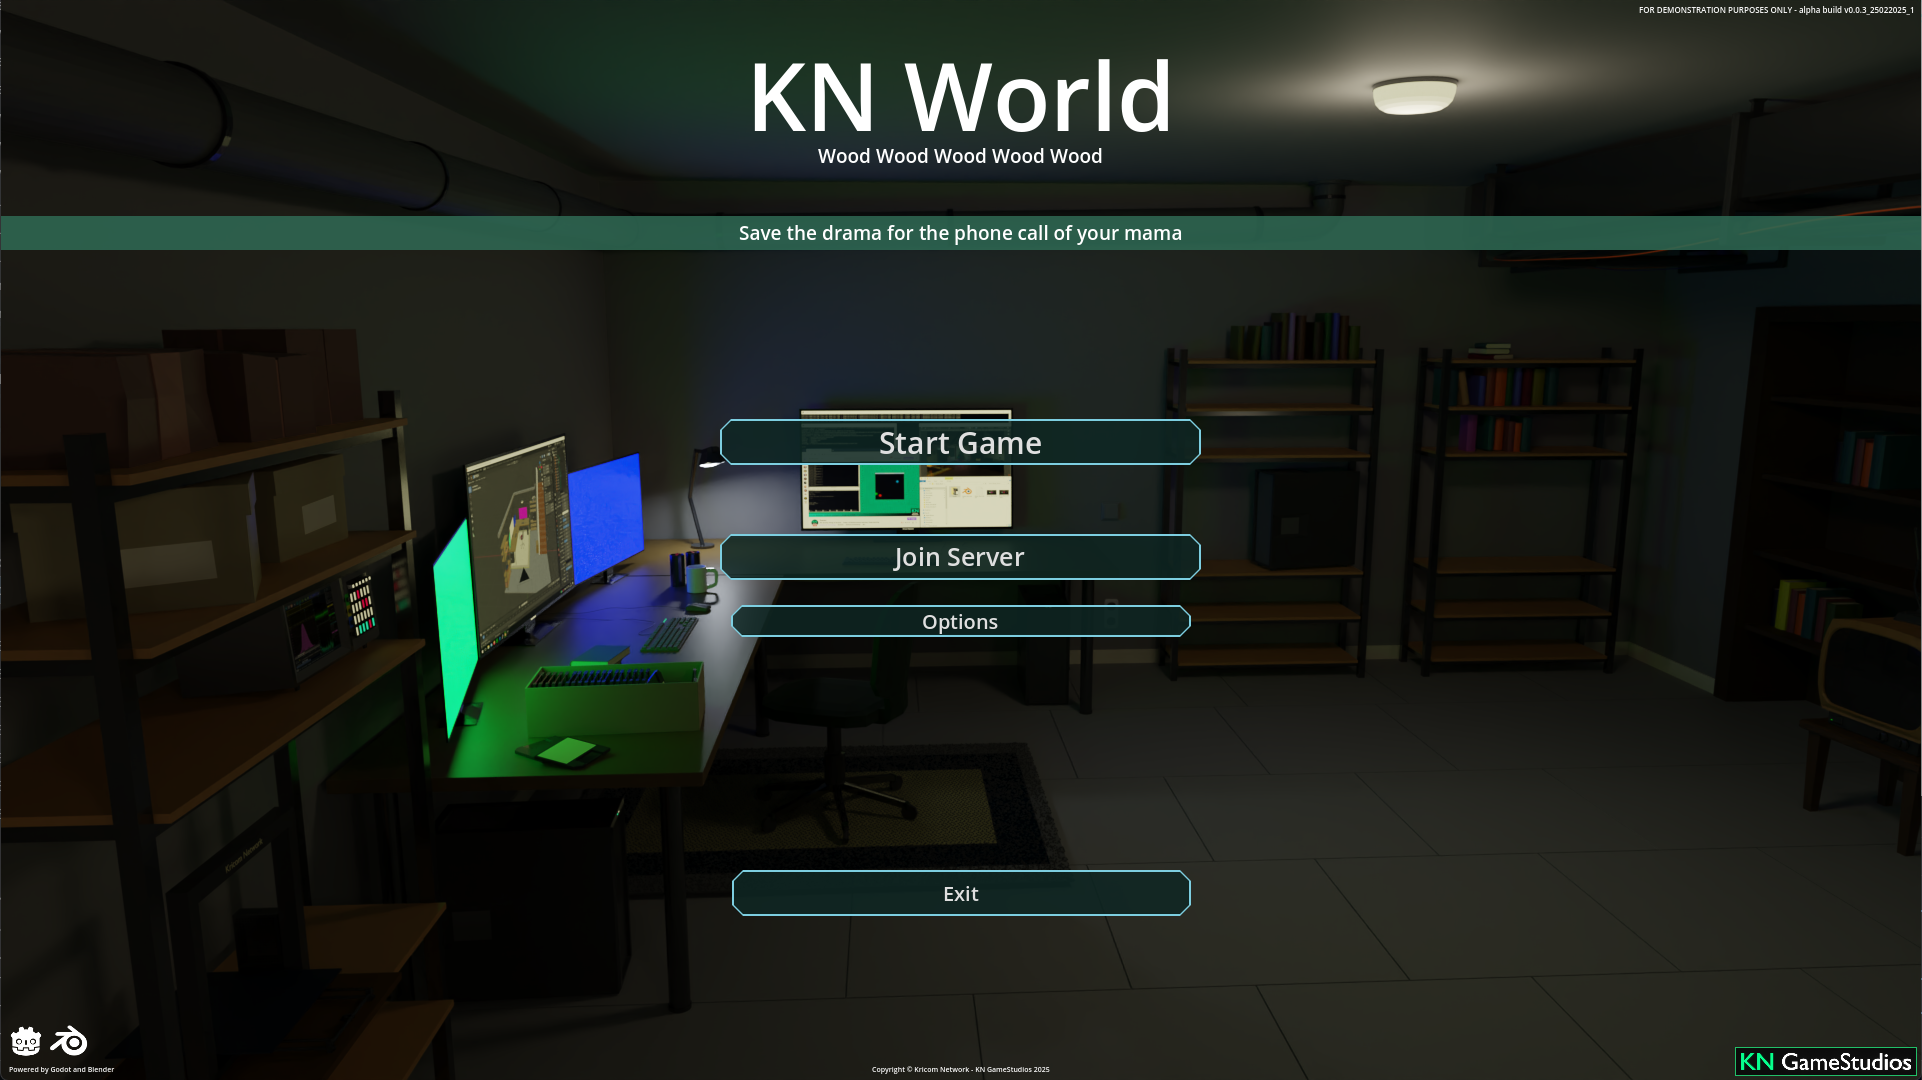 FOR DEMONSTRATION PURPOSES ONLY - alpha build v0.0.3_25022025_1
KN World
Wood Wood Wood Wood Wood
Save the drama for the phone call of your mama
Start Game
Join Server
Options
Kricom Network
Exit
Powered by Godot and Blender
Copyright © Kricom Network - KN GameStudios 2025
KN GameStudios